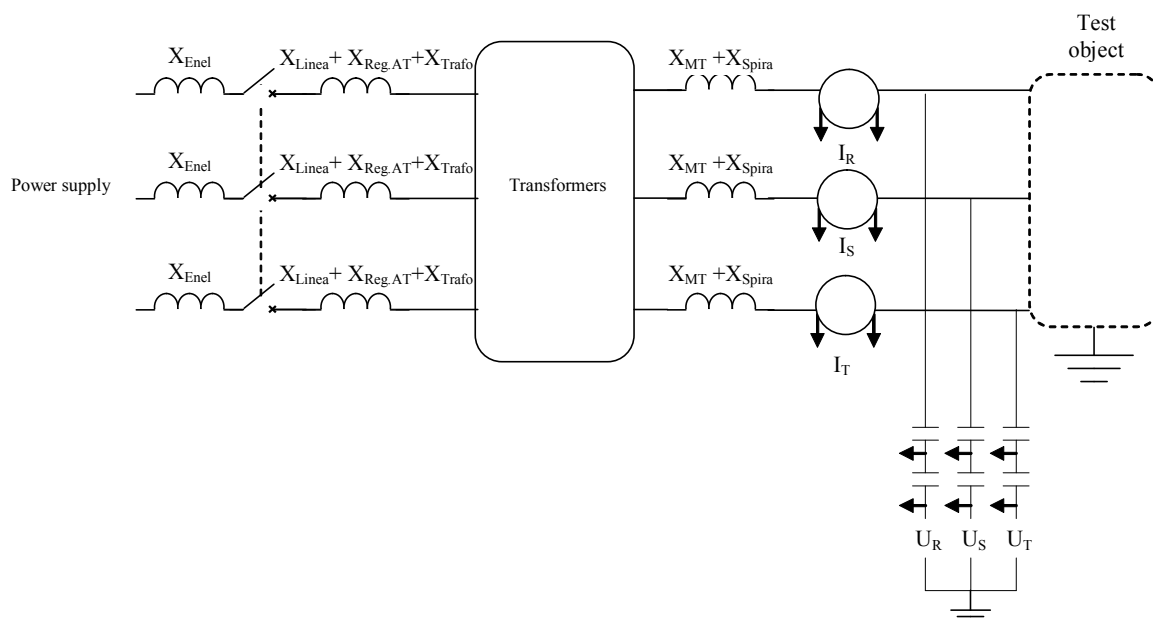 Test
object
X_Enel
X_Linea+ X_Reg.AT+X_Trafo
X_MT +X_Spira
I_R
X_Enel
X_Linea+ X_Reg.AT+X_Trafo
X_MT +X_Spira
Power supply
Transformers
I_S
X_Enel
X_Linea+ X_Reg.AT+X_Trafo
X_MT +X_Spira
I_T
U_R U_S U_T